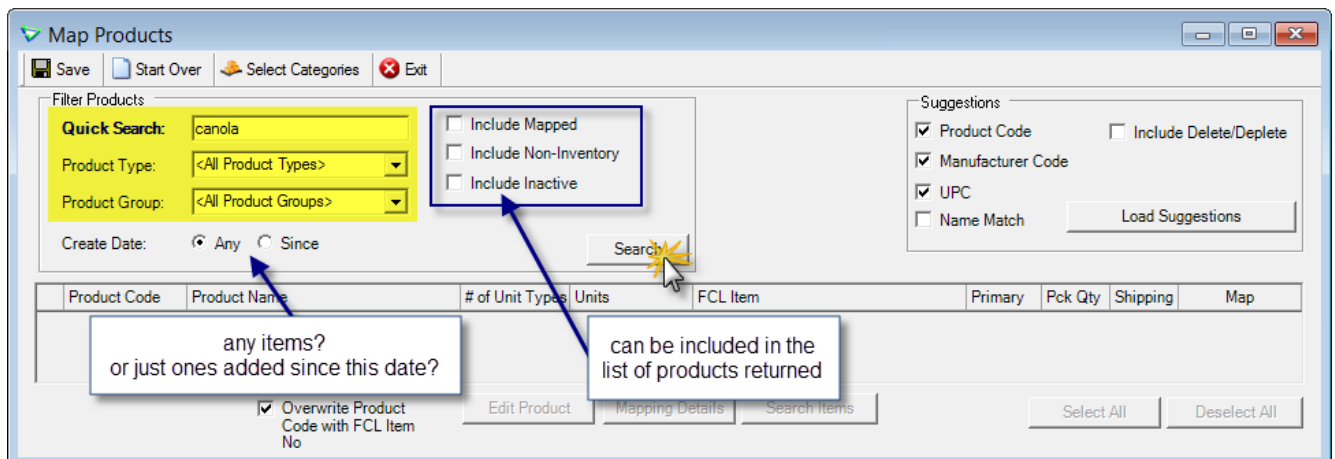 Map Products
Save Start Over Select Categories Exit
Filter Products
Quick Search: canola
Product Type: <All Product Types>
Product Group: <All Product Groups>
Create Date: Any Since
Include Mapped
Include Non-Inventory
Include Inactive
Search
Suggestions
Product Code Include Delete/Deplete
Manufacturer Code
UPC
Name Match Load Suggestions
Product Code Product Name # of Unit Types Units FCL Item Primary Pck Qty Shipping Map
any items?
or just ones added since this date?
can be included in the
list of products returned
Overwrite Product
Code with FCL Item
No
Edit Product Mapping Details Search Items Select All Deselect All